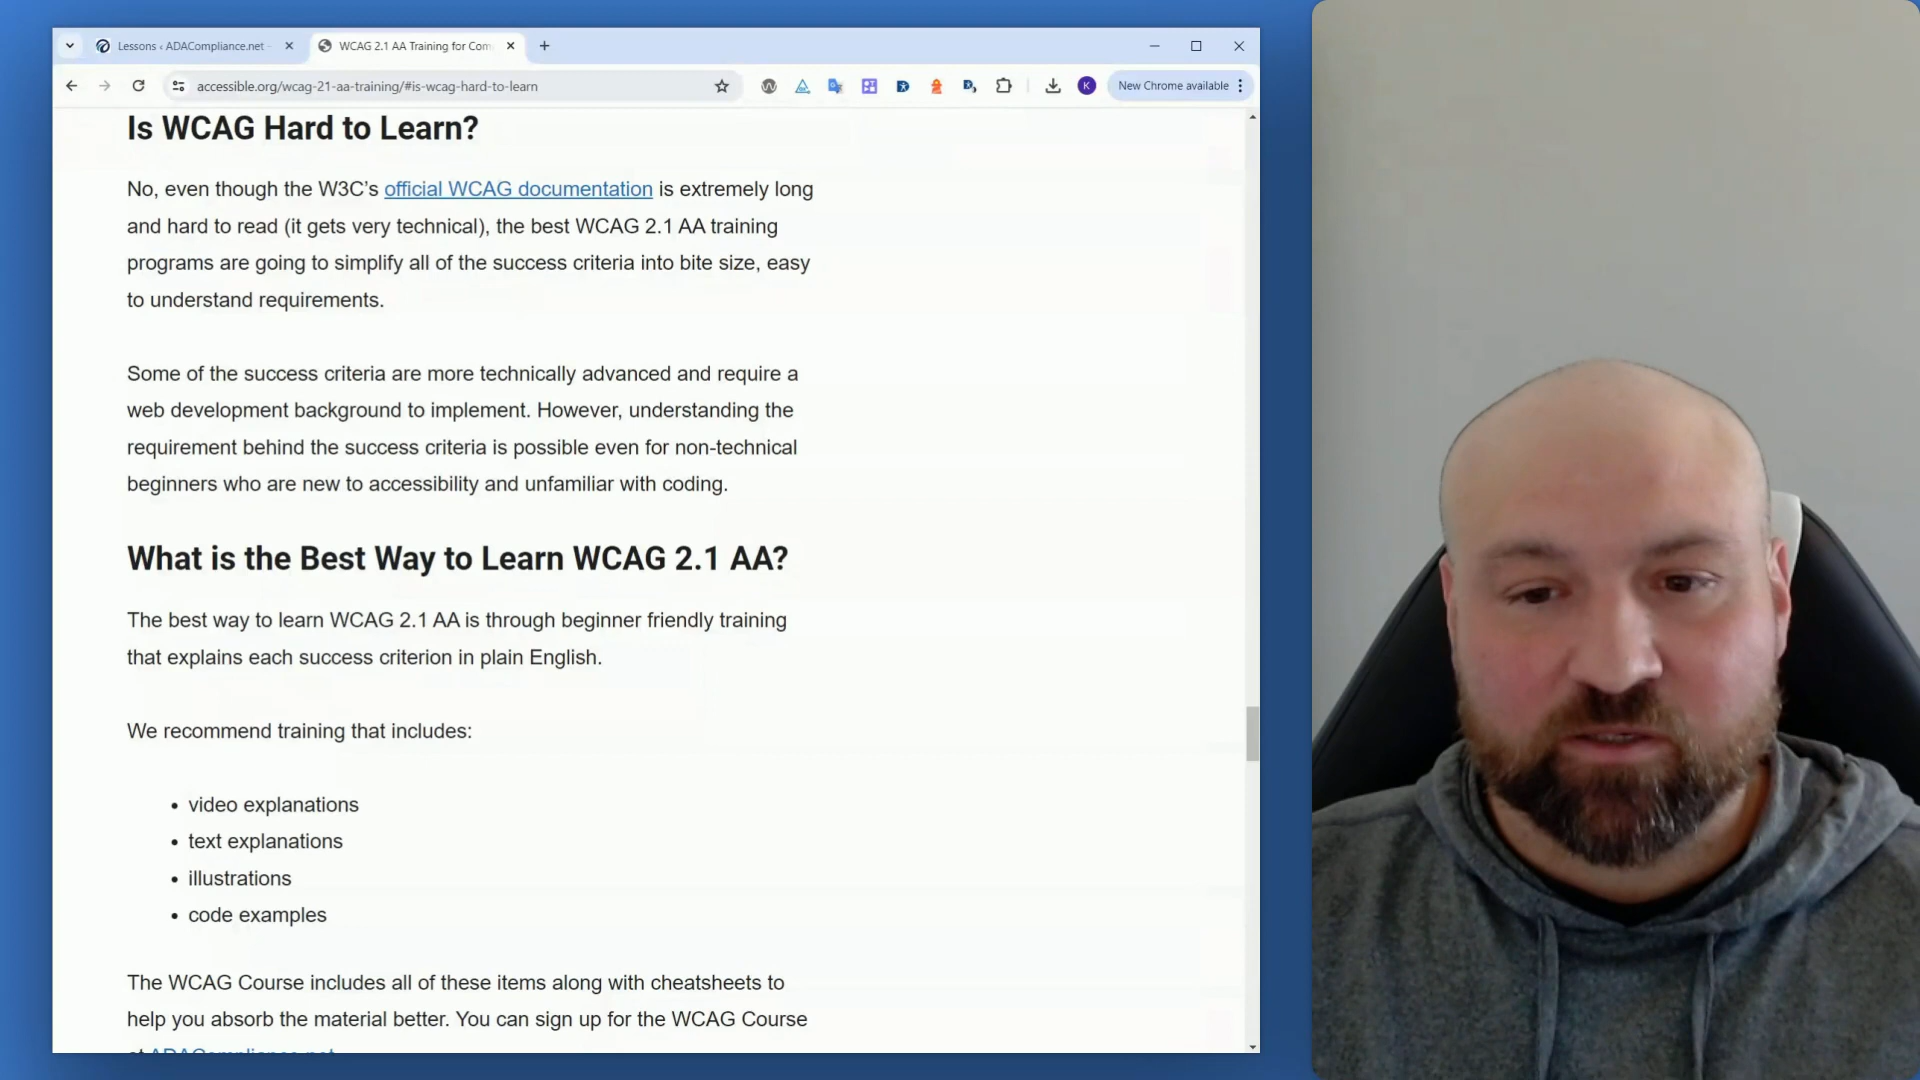 Lessons ‹ ADACompliance.net -
WCAG 2.1 AA Training for Com
accessible.org/wcag-21-aa-training/#is-wcag-hard-to-learn
K
New Chrome available
Is WCAG Hard to Learn?
No, even though the W3C’s official WCAG documentation is extremely long
and hard to read (it gets very technical), the best WCAG 2.1 AA training
programs are going to simplify all of the success criteria into bite size, easy
to understand requirements.
Some of the success criteria are more technically advanced and require a
web development background to implement. However, understanding the
requirement behind the success criteria is possible even for non-technical
beginners who are new to accessibility and unfamiliar with coding.
What is the Best Way to Learn WCAG 2.1 AA?
The best way to learn WCAG 2.1 AA is through beginner friendly training
that explains each success criterion in plain English.
We recommend training that includes:
• video explanations
• text explanations
• illustrations
• code examples
The WCAG Course includes all of these items along with cheatsheets to
help you absorb the material better. You can sign up for the WCAG Course
at ADACompliance.net